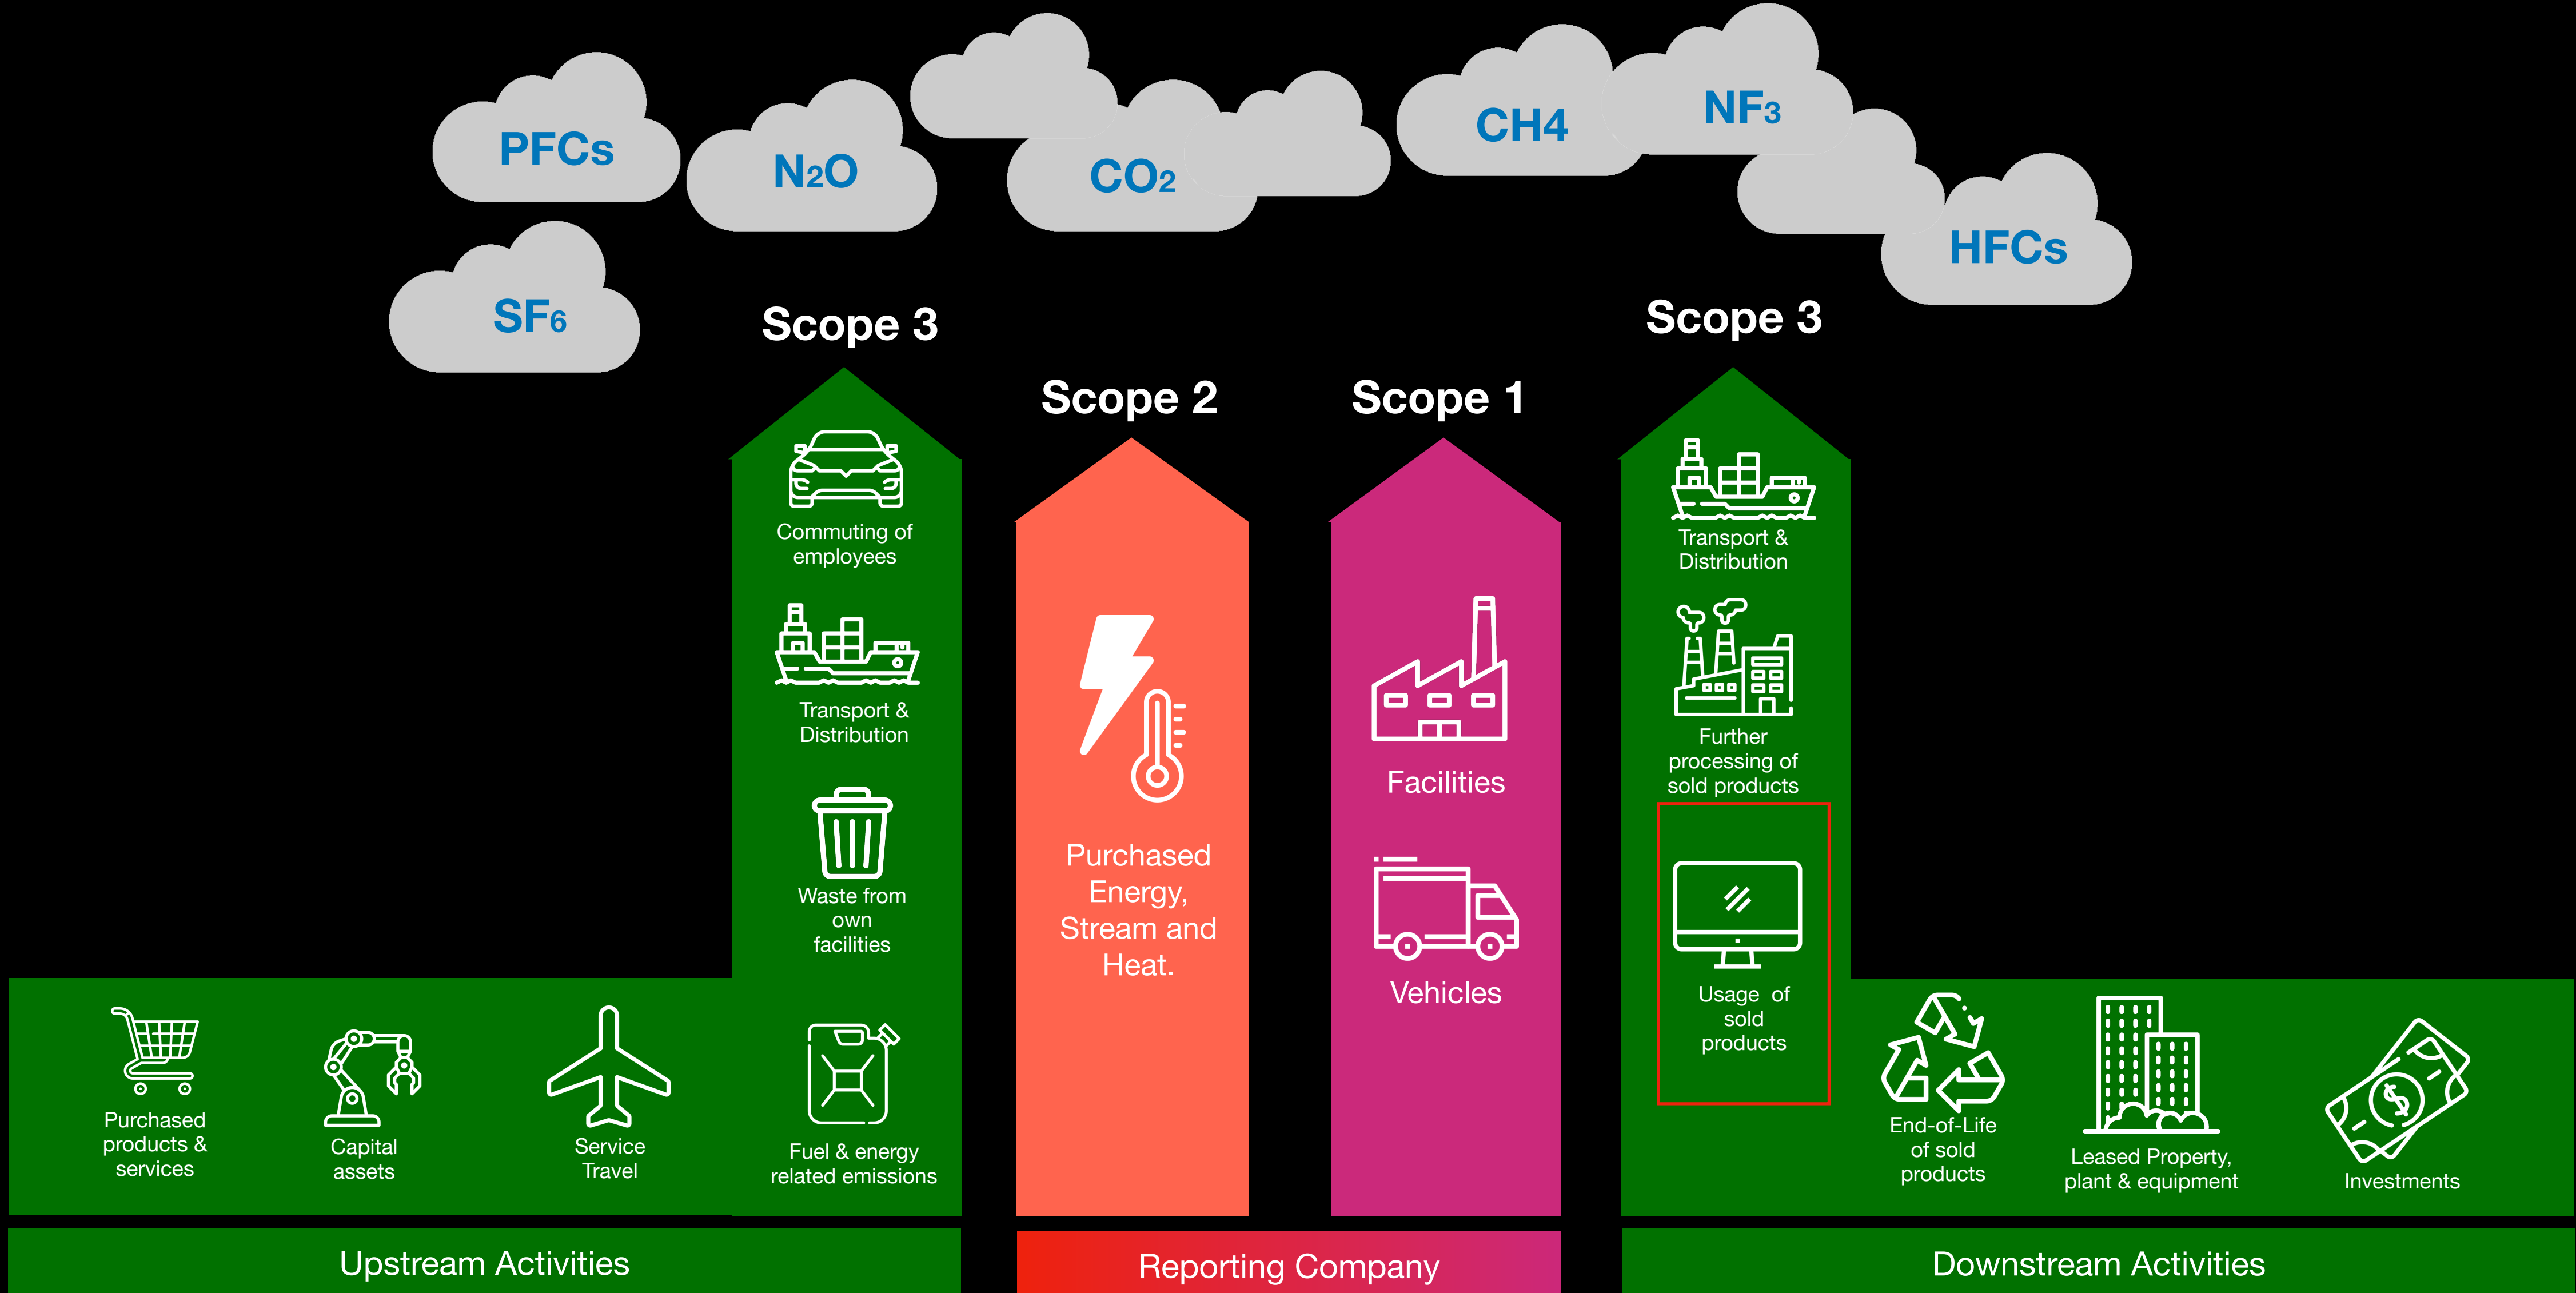 PFCs
N2O
CO2
CH4
NF3
HFCs
SF6
Scope 3
Scope 2
Scope 1
Scope 3
Commuting of
employees
Transport &
Distribution
Waste from
own
facilities
Purchased
products &
services
Capital
assets
Service
Travel
Fuel & energy
related emissions
Purchased
Energy,
Stream and
Heat.
Facilities
Vehicles
Transport &
Distribution
Further
processing of
sold products
Usage of
sold
products
End-of-Life
of sold
products
Leased Property,
plant & equipment
Investments
Upstream Activities
Reporting Company
Downstream Activities